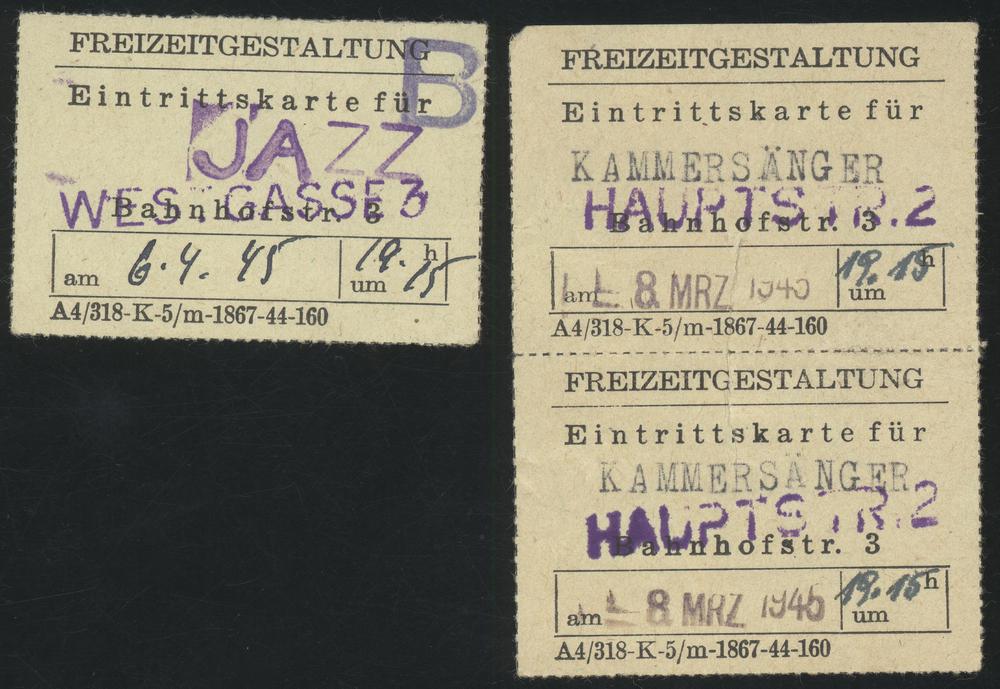 FREIZEITGESTALTUNG
B
Eintrittskarte für
JAZZ
WESTGASSE 3
Bahnhofstr. 3
am 6.4.45 um 19.15 h
A4/318-K-5/m-1867-44-160
FREIZEITGESTALTUNG
Eintrittskarte für
KAMMERSÄNGER
HAUPTSTR. 2
Bahnhofstr. 3
am 8 MRZ 1945 um 19.15 h
A4/318-K-5/m-1867-44-160
FREIZEITGESTALTUNG
Eintrittskarte für
KAMMERSÄNGER
HAUPTSTR. 2
Bahnhofstr. 3
am 8 MRZ 1945 um 19.15 h
A4/318-K-5/m-1867-44-160